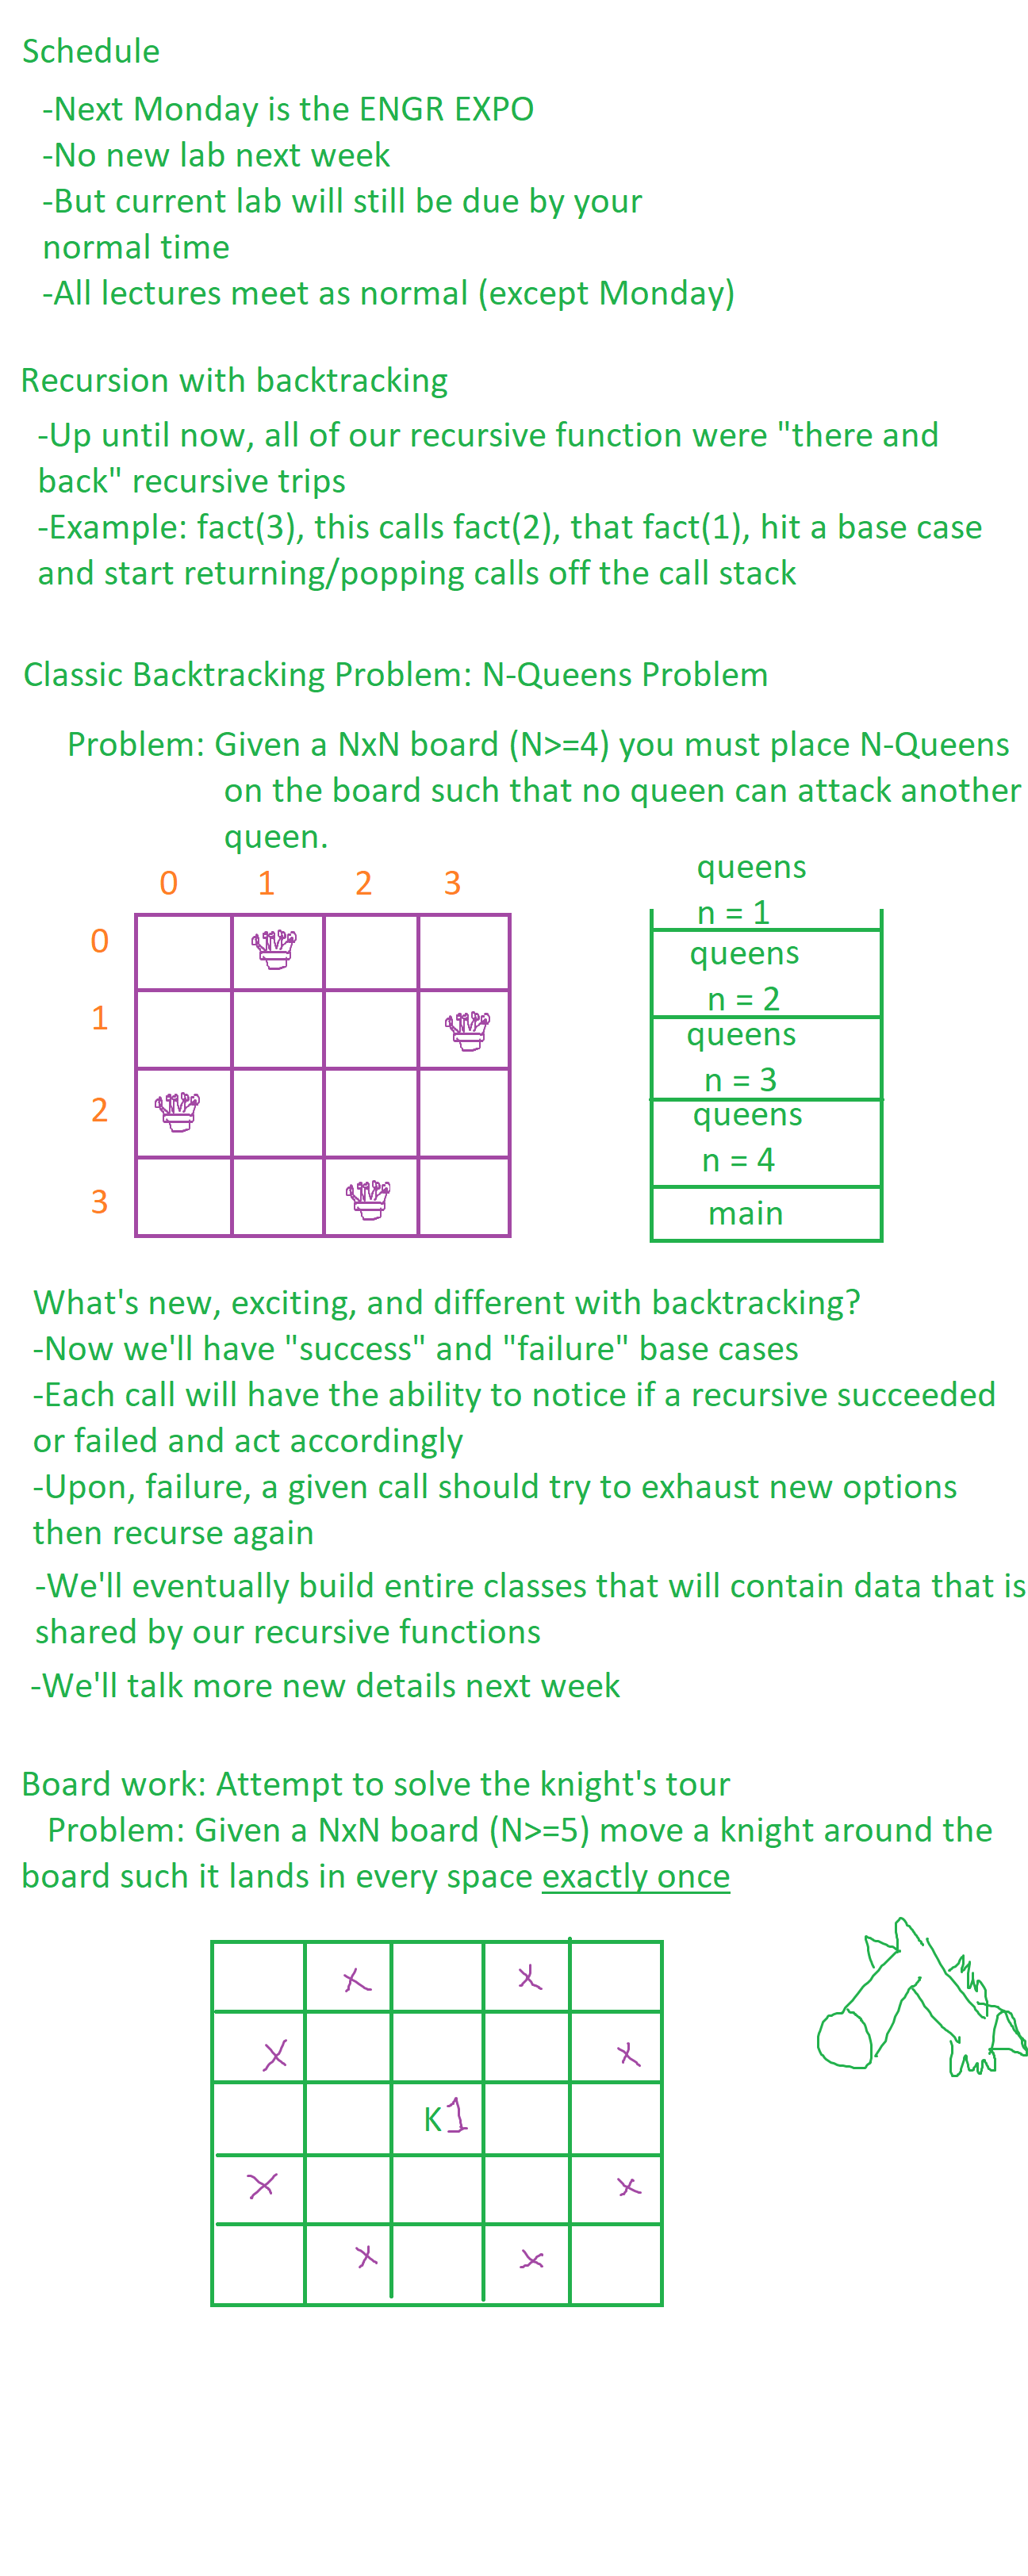 Schedule
-Next Monday is the ENGR EXPO
-No new lab next week
-But current lab will still be due by your
normal time
-All lectures meet as normal (except Monday)
Recursion with backtracking
-Up until now, all of our recursive function were "there and
back" recursive trips
-Example: fact(3), this calls fact(2), that fact(1), hit a base case
and start returning/popping calls off the call stack
Classic Backtracking Problem: N-Queens Problem
Problem: Given a NxN board (N>=4) you must place N-Queens
on the board such that no queen can attack another
queen.
0 1 2 3
0
1
2
3
queens
n = 1
queens
n = 2
queens
n = 3
queens
n = 4
main
What's new, exciting, and different with backtracking?
-Now we'll have "success" and "failure" base cases
-Each call will have the ability to notice if a recursive succeeded
or failed and act accordingly
-Upon, failure, a given call should try to exhaust new options
then recurse again
-We'll eventually build entire classes that will contain data that is
shared by our recursive functions
-We'll talk more new details next week
Board work: Attempt to solve the knight's tour
Problem: Given a NxN board (N>=5) move a knight around the
board such it lands in every space exactly once
x x
x x
K1
x x
x x